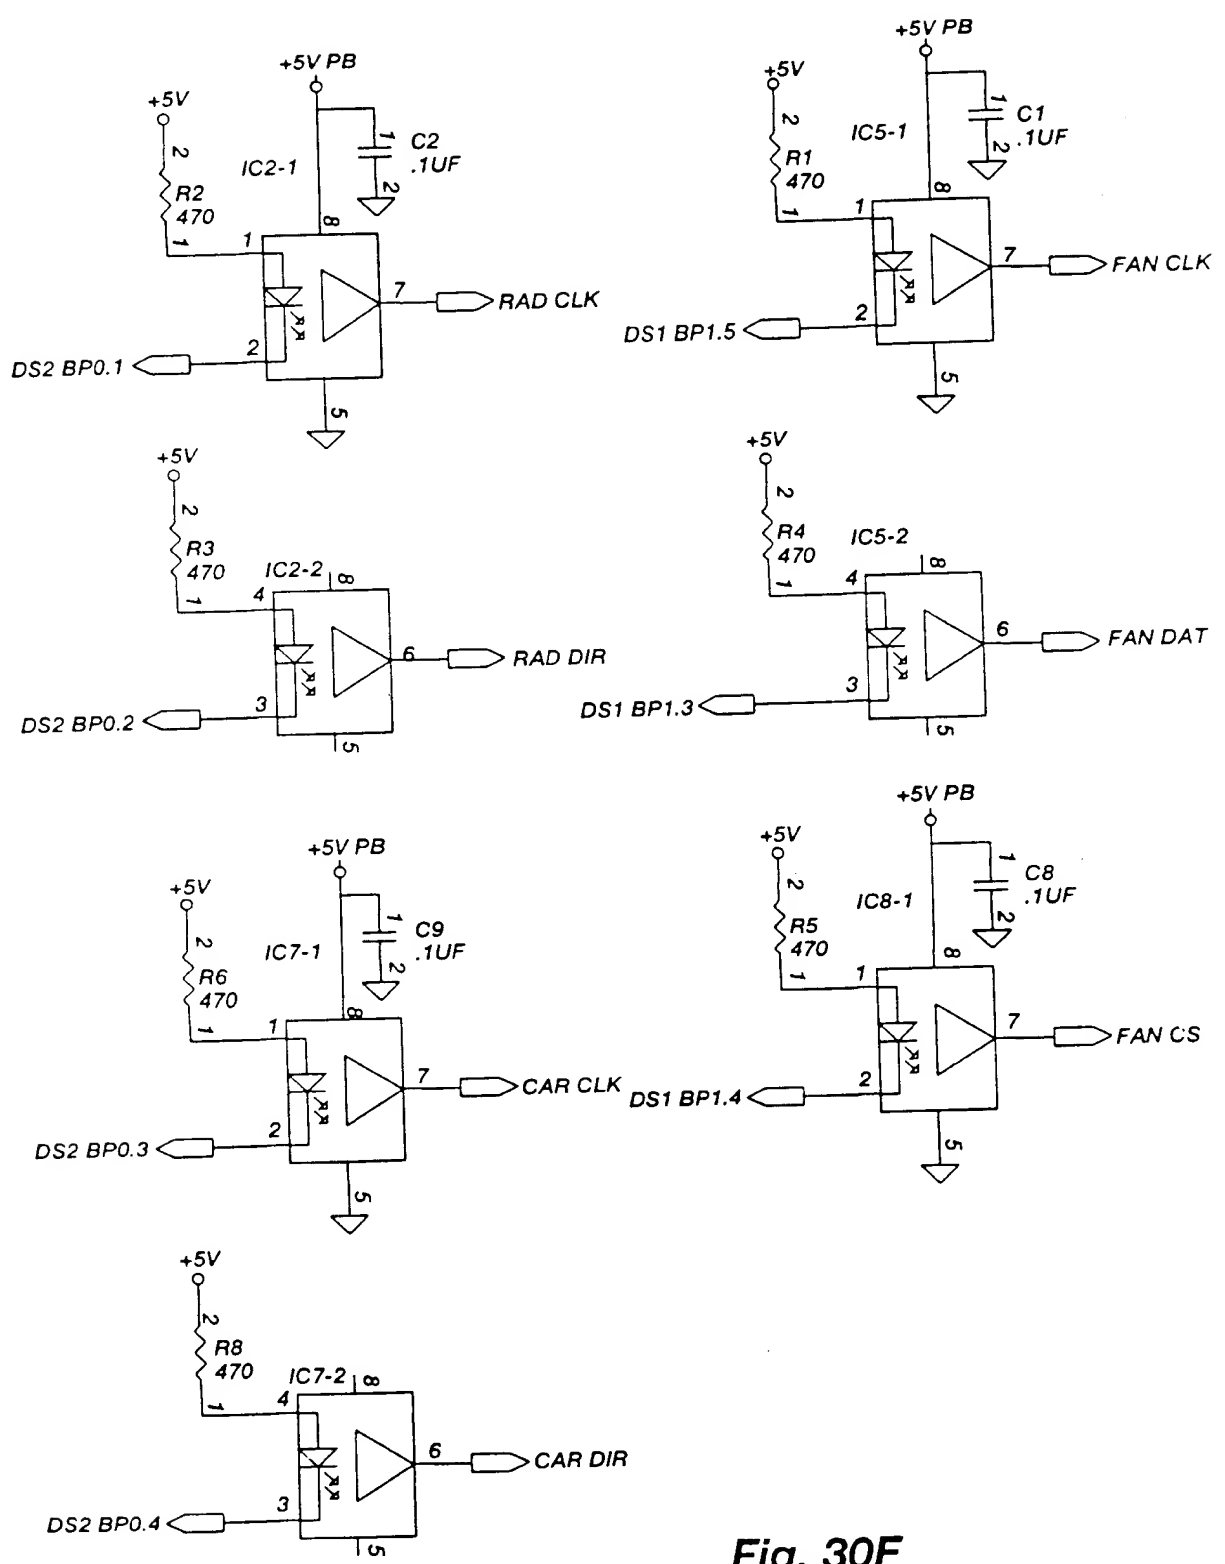 +5V PB
+5V
2
R2
470
1
IC2-1
1
C2
.1UF
2
8
1
7
RAD CLK
2
DS2 BP0.1
5
+5V PB
+5V
2
R1
470
1
IC5-1
1
C1
.1UF
2
8
1
7
FAN CLK
2
DS1 BP1.5
5
+5V
2
R3
470
1
IC2-2
8
4
6
RAD DIR
3
DS2 BP0.2
5
+5V
2
R4
470
1
IC5-2
8
4
6
FAN DAT
3
DS1 BP1.3
5
+5V PB
+5V
2
R6
470
1
IC7-1
1
C9
.1UF
2
8
1
7
CAR CLK
2
DS2 BP0.3
5
+5V PB
+5V
2
R5
470
1
IC8-1
1
C8
.1UF
2
8
1
7
FAN CS
2
DS1 BP1.4
5
+5V
2
R8
470
1
IC7-2
8
4
6
CAR DIR
3
DS2 BP0.4
5
Fig.